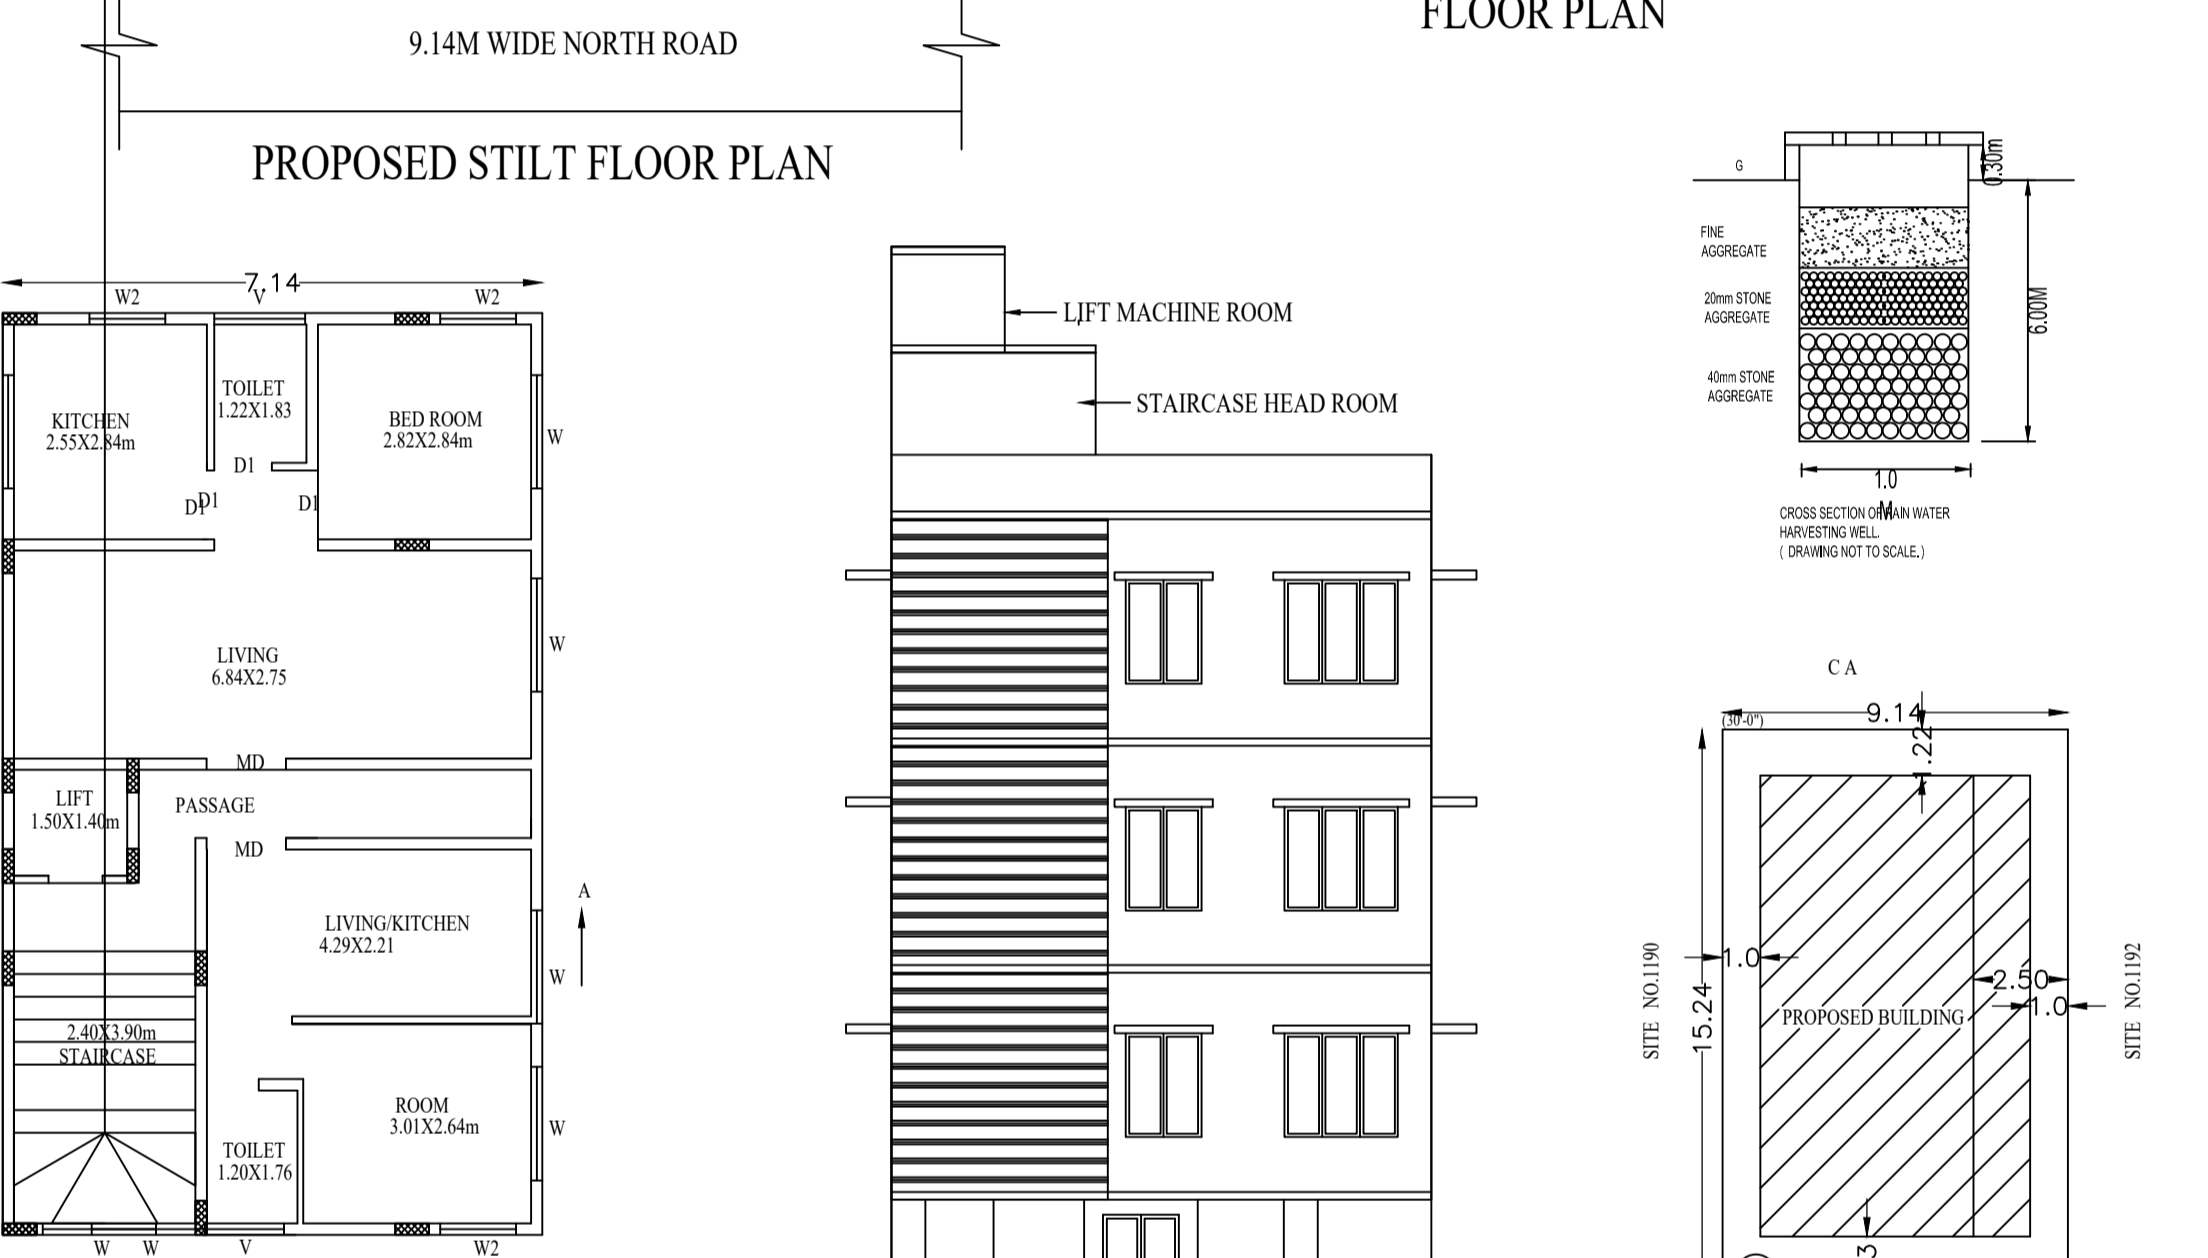 FLOOR PLAN
9.14M WIDE NORTH ROAD
PROPOSED STILT FLOOR PLAN
7.14
W2
V
W2
KITCHEN
2.55X2.84m
TOILET
1.22X1.83
BED ROOM
2.82X2.84m
W
D1
D1
D1
D1
LIVING
6.84X2.75
W
MD
LIFT
1.50X1.40m
PASSAGE
MD
A
LIVING/KITCHEN
4.29X2.21
W
2.40X3.90m
STAIRCASE
ROOM
3.01X2.64m
W
TOILET
1.20X1.76
W
W
V
W2
LIFT MACHINE ROOM
STAIRCASE HEAD ROOM
G
0.30m
FINE
AGGREGATE
20mm STONE
AGGREGATE
40mm STONE
AGGREGATE
6.00M
1.0
M
CROSS SECTION OF RAIN WATER
HARVESTING WELL.
( DRAWING NOT TO SCALE.)
C A
9.14
(30'-0")
1.22
SITE NO.1190
15.24
1.0
PROPOSED BUILDING
2.50
1.0
SITE NO.1192
3